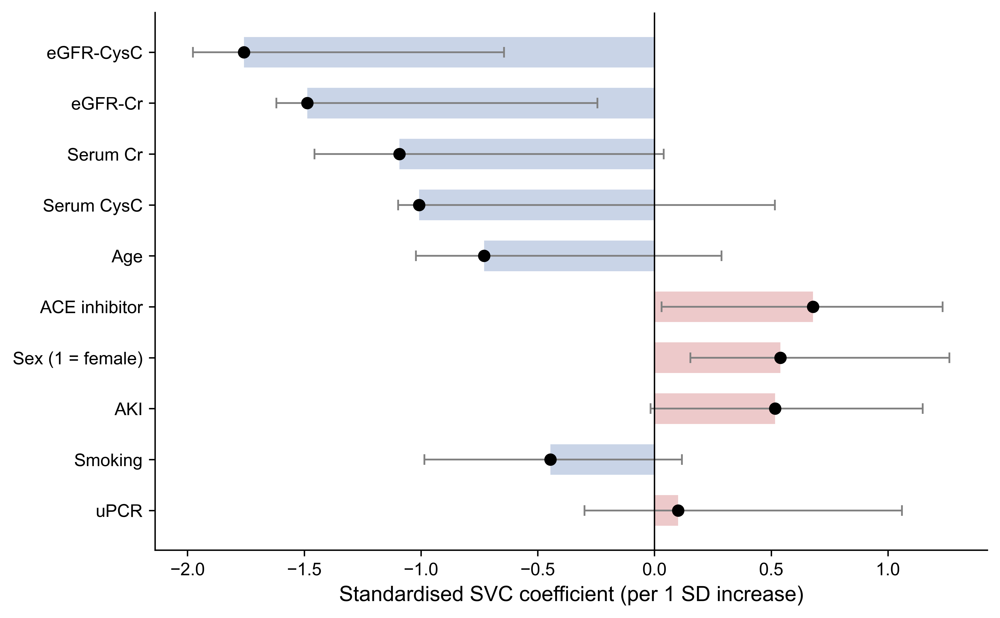 eGFR-CysC
eGFR-Cr
Serum Cr
Serum CysC
Age
ACE inhibitor
Sex (1 = female)
AKI
Smoking
uPCR
−2.0 −1.5 −1.0 −0.5 0.0 0.5 1.0
Standardised SVC coefficient (per 1 SD increase)